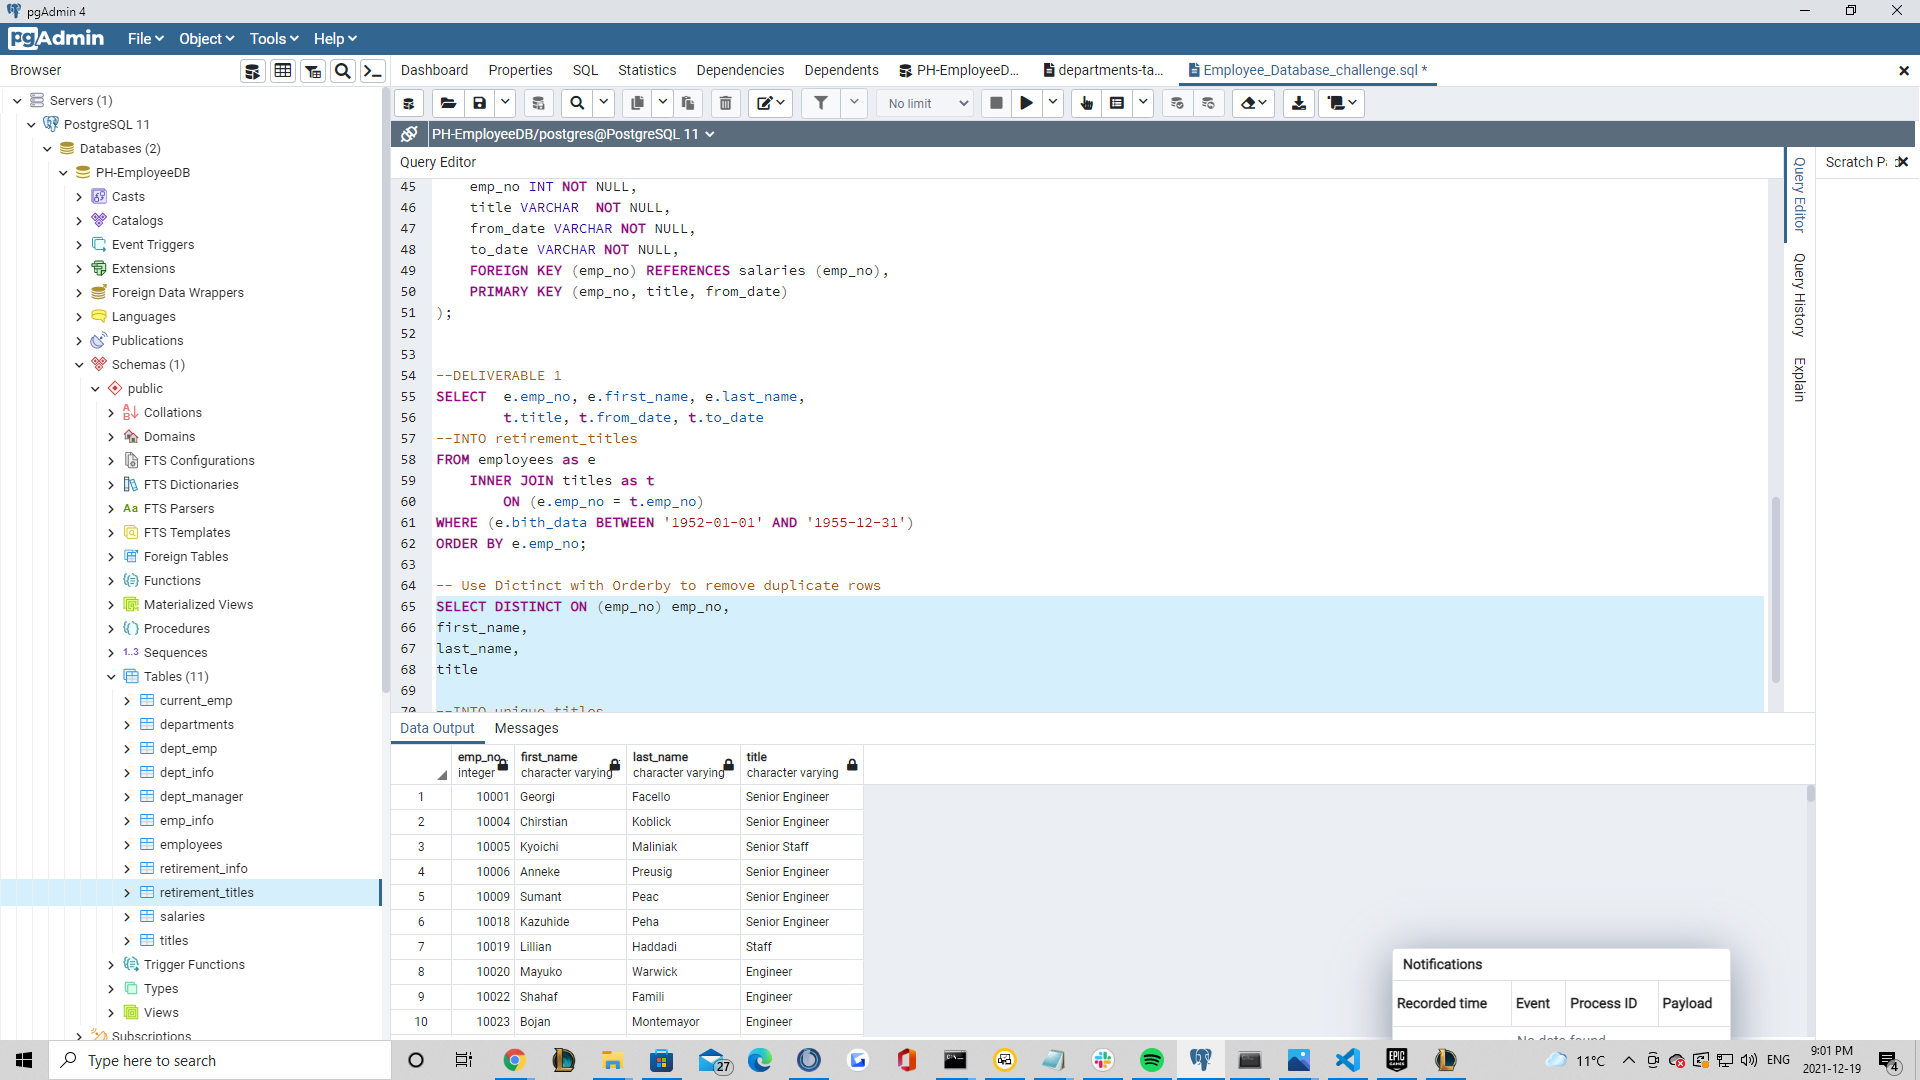 pgAdmin 4
pgAdmin
File
Object
Tools
Help
Browser
Dashboard
Properties
SQL
Statistics
Dependencies
Dependents
PH-EmployeeD...
departments-ta...
Employee_Database_challenge.sql *
No limit
PH-EmployeeDB/postgres@PostgreSQL 11
Query Editor
Scratch Pa
Query Editor
Query History
Explain
Servers (1)
PostgreSQL 11
Databases (2)
PH-EmployeeDB
Casts
Catalogs
Event Triggers
Extensions
Foreign Data Wrappers
Languages
Publications
Schemas (1)
public
Collations
Domains
FTS Configurations
FTS Dictionaries
Aa FTS Parsers
FTS Templates
Foreign Tables
Functions
Materialized Views
Procedures
1..3 Sequences
Tables (11)
current_emp
departments
dept_emp
dept_info
dept_manager
emp_info
employees
retirement_info
retirement_titles
salaries
titles
Trigger Functions
Types
Views
Subscriptions
45 emp_no INT NOT NULL,
46 title VARCHAR  NOT NULL,
47 from_date VARCHAR NOT NULL,
48 to_date VARCHAR NOT NULL,
49 FOREIGN KEY (emp_no) REFERENCES salaries (emp_no),
50 PRIMARY KEY (emp_no, title, from_date)
51 );
52
53
54 --DELIVERABLE 1
55 SELECT  e.emp_no, e.first_name, e.last_name,
56 t.title, t.from_date, t.to_date
57 --INTO retirement_titles
58 FROM employees as e
59 INNER JOIN titles as t
60 ON (e.emp_no = t.emp_no)
61 WHERE (e.bith_data BETWEEN '1952-01-01' AND '1955-12-31')
62 ORDER BY e.emp_no;
63
64 -- Use Dictinct with Orderby to remove duplicate rows
65 SELECT DISTINCT ON (emp_no) emp_no,
66 first_name,
67 last_name,
68 title
69
70 --INTO unique_titles
Data Output
Messages
emp_no integer
first_name character varying
last_name character varying
title character varying
1 10001 Georgi Facello Senior Engineer
2 10004 Chirstian Koblick Senior Engineer
3 10005 Kyoichi Maliniak Senior Staff
4 10006 Anneke Preusig Senior Engineer
5 10009 Sumant Peac Senior Engineer
6 10018 Kazuhide Peha Senior Engineer
7 10019 Lillian Haddadi Staff
8 10020 Mayuko Warwick Engineer
9 10022 Shahaf Famili Engineer
10 10023 Bojan Montemayor Engineer
Notifications
Recorded time Event Process ID Payload
No data found
Type here to search
27
EPIC GAMES
11°C
ENG
9:01 PM
2021-12-19
4